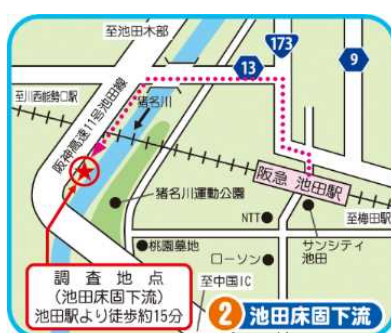 至池田木部
173
13
9
至川西能勢口駅
阪神高速11号池田線
猪名川
阪急 池田駅
猪名川運動公園
NTT
至梅田駅
サンシティ
池田
桃園墓地
ローソン
至中国IC
調査地点
(池田床固下流)
池田駅より徒歩約15分
2 池田床固下流